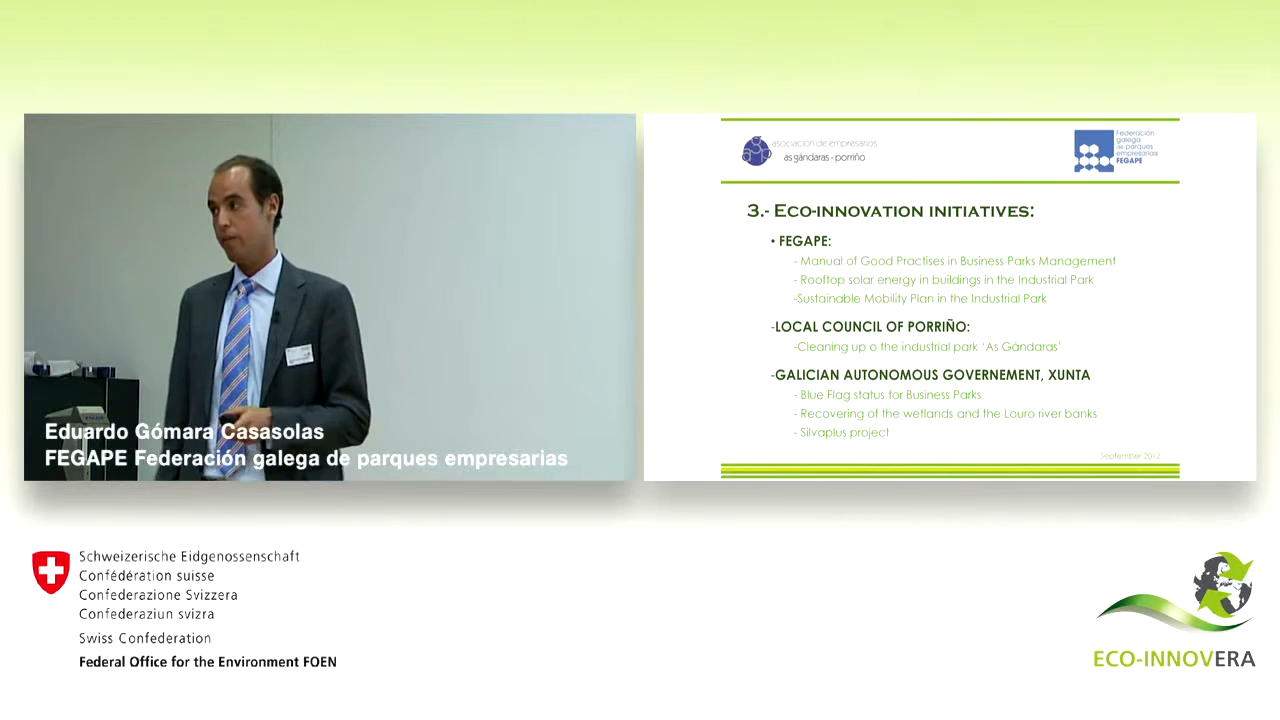 Eduardo Gómara Casasolas
FEGAPE Federación galega de parques empresarias
asociación de empresarios
as gándaras - porriño
Federación
galega
de parques
empresarias
FEGAPE
3.- Eco-innovation initiatives:
• FEGAPE:
- Manual of Good Practises in Business Parks Management
- Rooftop solar energy in buildings in the Industrial Park
-Sustainable Mobility Plan in the Industrial Park
-LOCAL COUNCIL OF PORRIÑO:
-Cleaning up o the industrial park ‘As Gándaras’
-GALICIAN AUTONOMOUS GOVERNEMENT, XUNTA
- Blue Flag status for Business Parks
- Recovering of the wetlands and the Louro river banks
- Silvaplus project
September 2012
Schweizerische Eidgenossenschaft
Confédération suisse
Confederazione Svizzera
Confederaziun svizra
Swiss Confederation
Federal Office for the Environment FOEN
ECO-INNOVERA